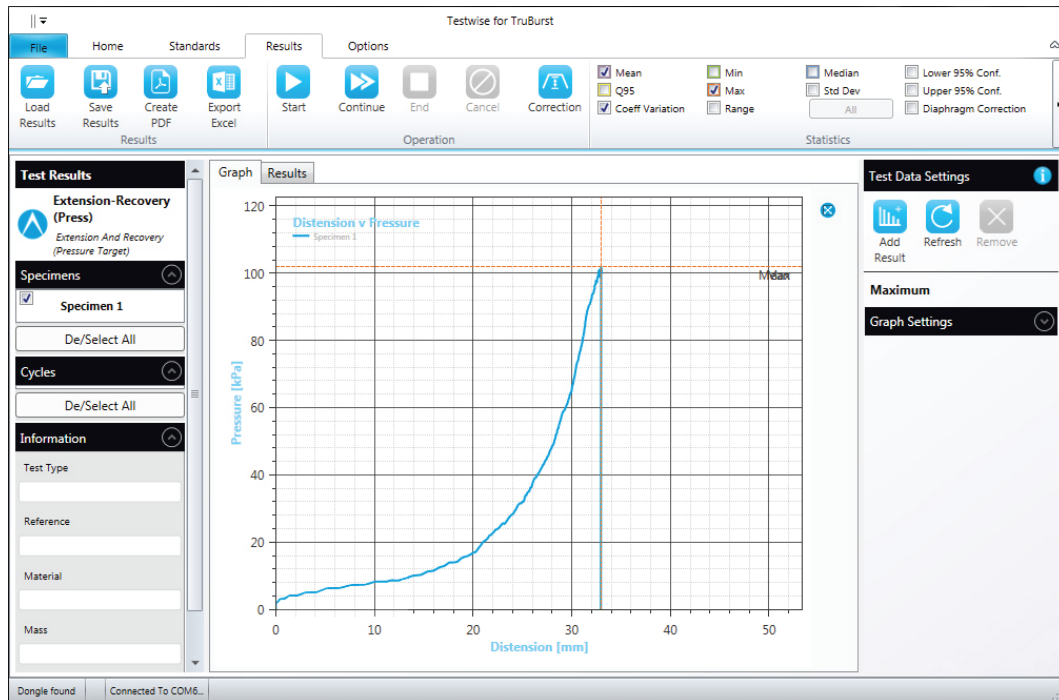 Testwise for TruBurst
File
Home
Standards
Results
Options
Load Results
Save Results
Create PDF
Export Excel
Results
Start
Continue
End
Cancel
Correction
Operation
Mean
Min
Median
Lower 95% Conf.
Q95
Max
Std Dev
Upper 95% Conf.
Coeff Variation
Range
All
Diaphragm Correction
Statistics
Test Results
Extension-Recovery
(Press)
Extension And Recovery
(Pressure Target)
Specimens
Specimen 1
De/Select All
Cycles
De/Select All
Information
Test Type
Reference
Material
Mass
Graph
Results
Distension v Pressure
Specimen 1
120
100
80
60
40
20
0
Pressure [kPa]
0
10
20
30
40
50
Distension [mm]
Test Data Settings
Add Result
Refresh
Remove
Maximum
Graph Settings
Dongle found
Connected To COM6...